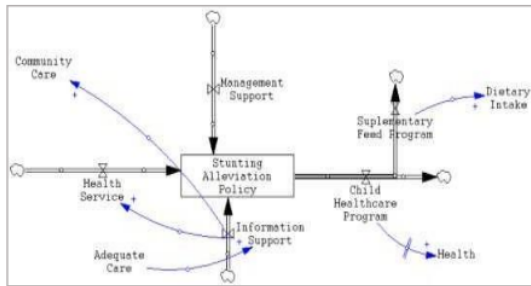 Community
Care
Management
Support
Dietary
Intake
Suplementary
Feed Program
Stunting
Alleviation
Policy
Health
Service
Child
Healthcare
Program
Information
Support
Adequate
Care
Health